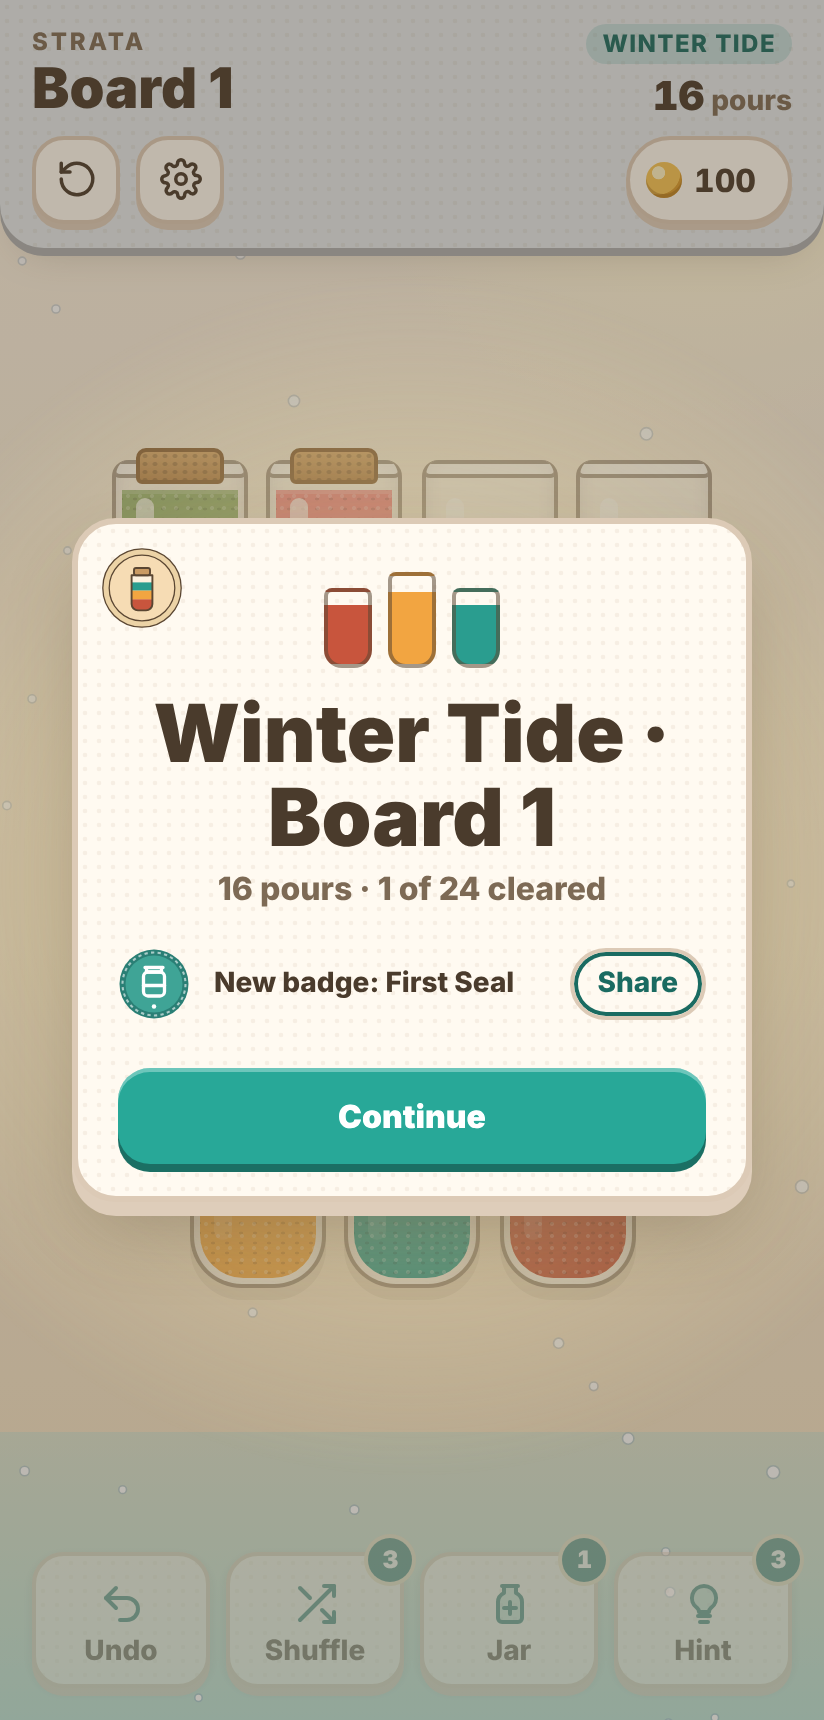 STRATA
WINTER TIDE
Board 1
16 pours
100
Winter Tide ·
Board 1
16 pours · 1 of 24 cleared
New badge: First Seal
Share
Continue
3
1
3
Undo
Shuffle
Jar
Hint